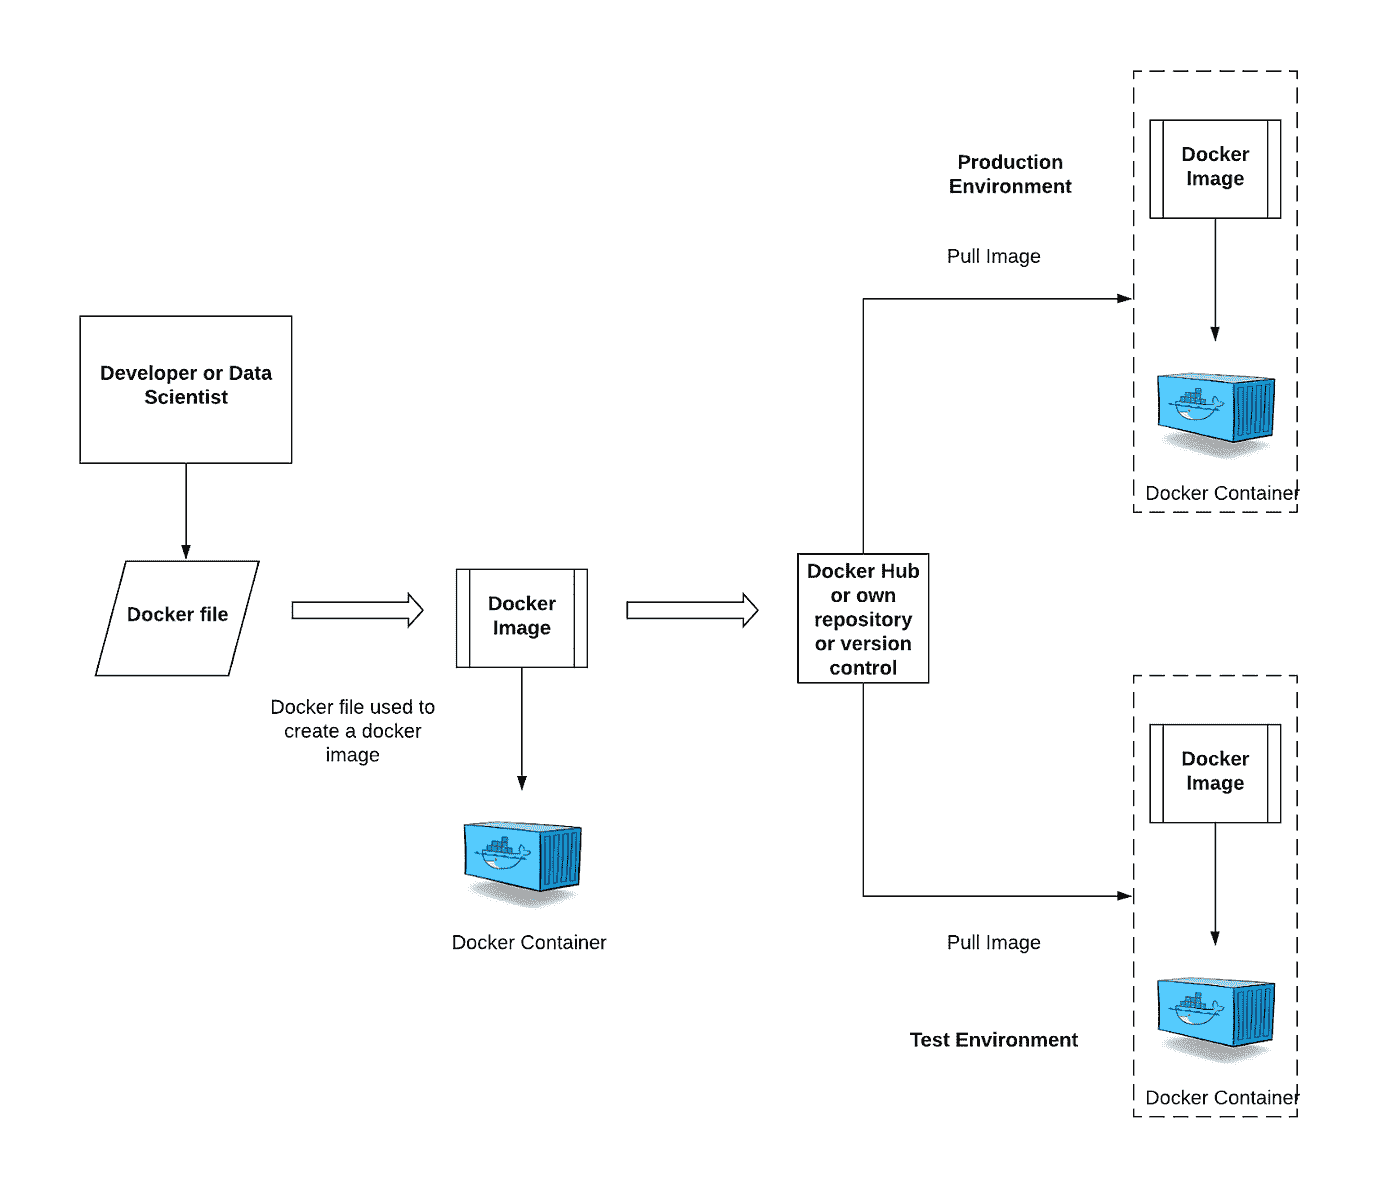 Developer or Data
Scientist
Docker file
Docker file used to
create a docker
image
Docker
Image
Docker Container
Docker Hub
or own
repository
or version
control
Production
Environment
Pull Image
Docker
Image
Docker Container
Pull Image
Test Environment
Docker
Image
Docker Container